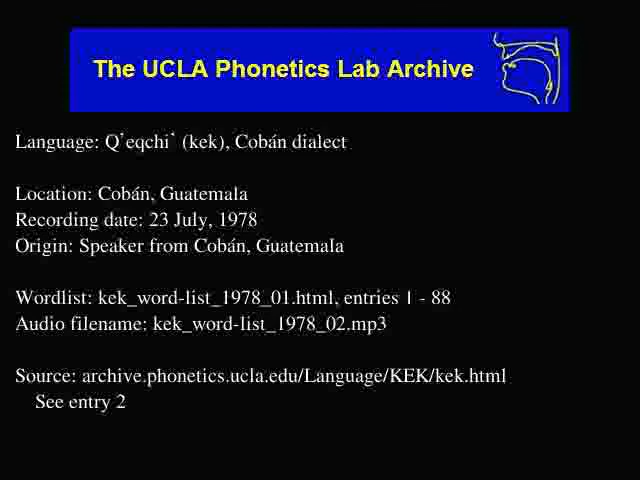 The UCLA Phonetics Lab Archive
Language: Q'eqchi` (kek), Cobán dialect
Location: Cobán, Guatemala
Recording date: 23 July, 1978
Origin: Speaker from Cobán, Guatemala
Wordlist: kek_word-list_1978_01.html, entries 1 - 88
Audio filename: kek_word-list_1978_02.mp3
Source: archive.phonetics.ucla.edu/Language/KEK/kek.html
See entry 2